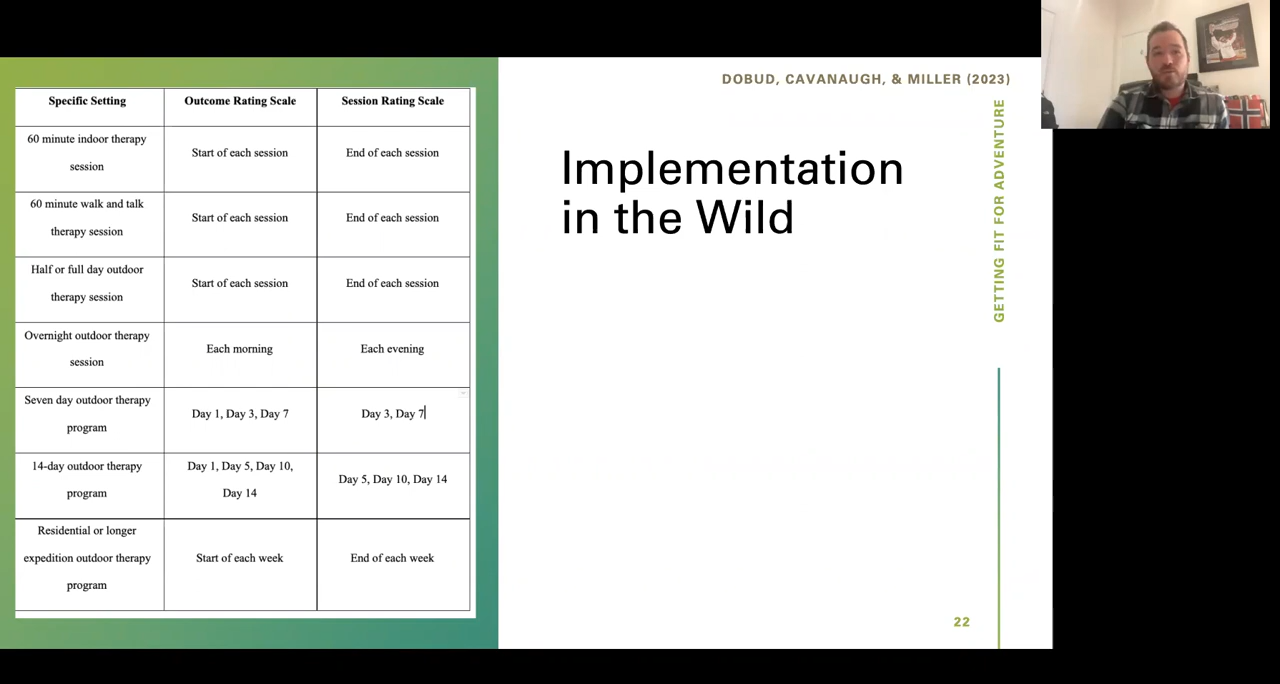 Specific Setting Outcome Rating Scale Session Rating Scale
60 minute indoor therapy
session
Start of each session End of each session
60 minute walk and talk
therapy session
Start of each session End of each session
Half or full day outdoor
therapy session
Start of each session End of each session
Overnight outdoor therapy
session
Each morning Each evening
Seven day outdoor therapy
program
Day 1, Day 3, Day 7 Day 3, Day 7
14-day outdoor therapy
program
Day 1, Day 5, Day 10,
Day 14
Day 5, Day 10, Day 14
Residential or longer
expedition outdoor therapy
program
Start of each week End of each week
DOBUD, CAVANAUGH, & MILLER (2023)
Implementation
in the Wild
GETTING FIT FOR ADVENTURE
22